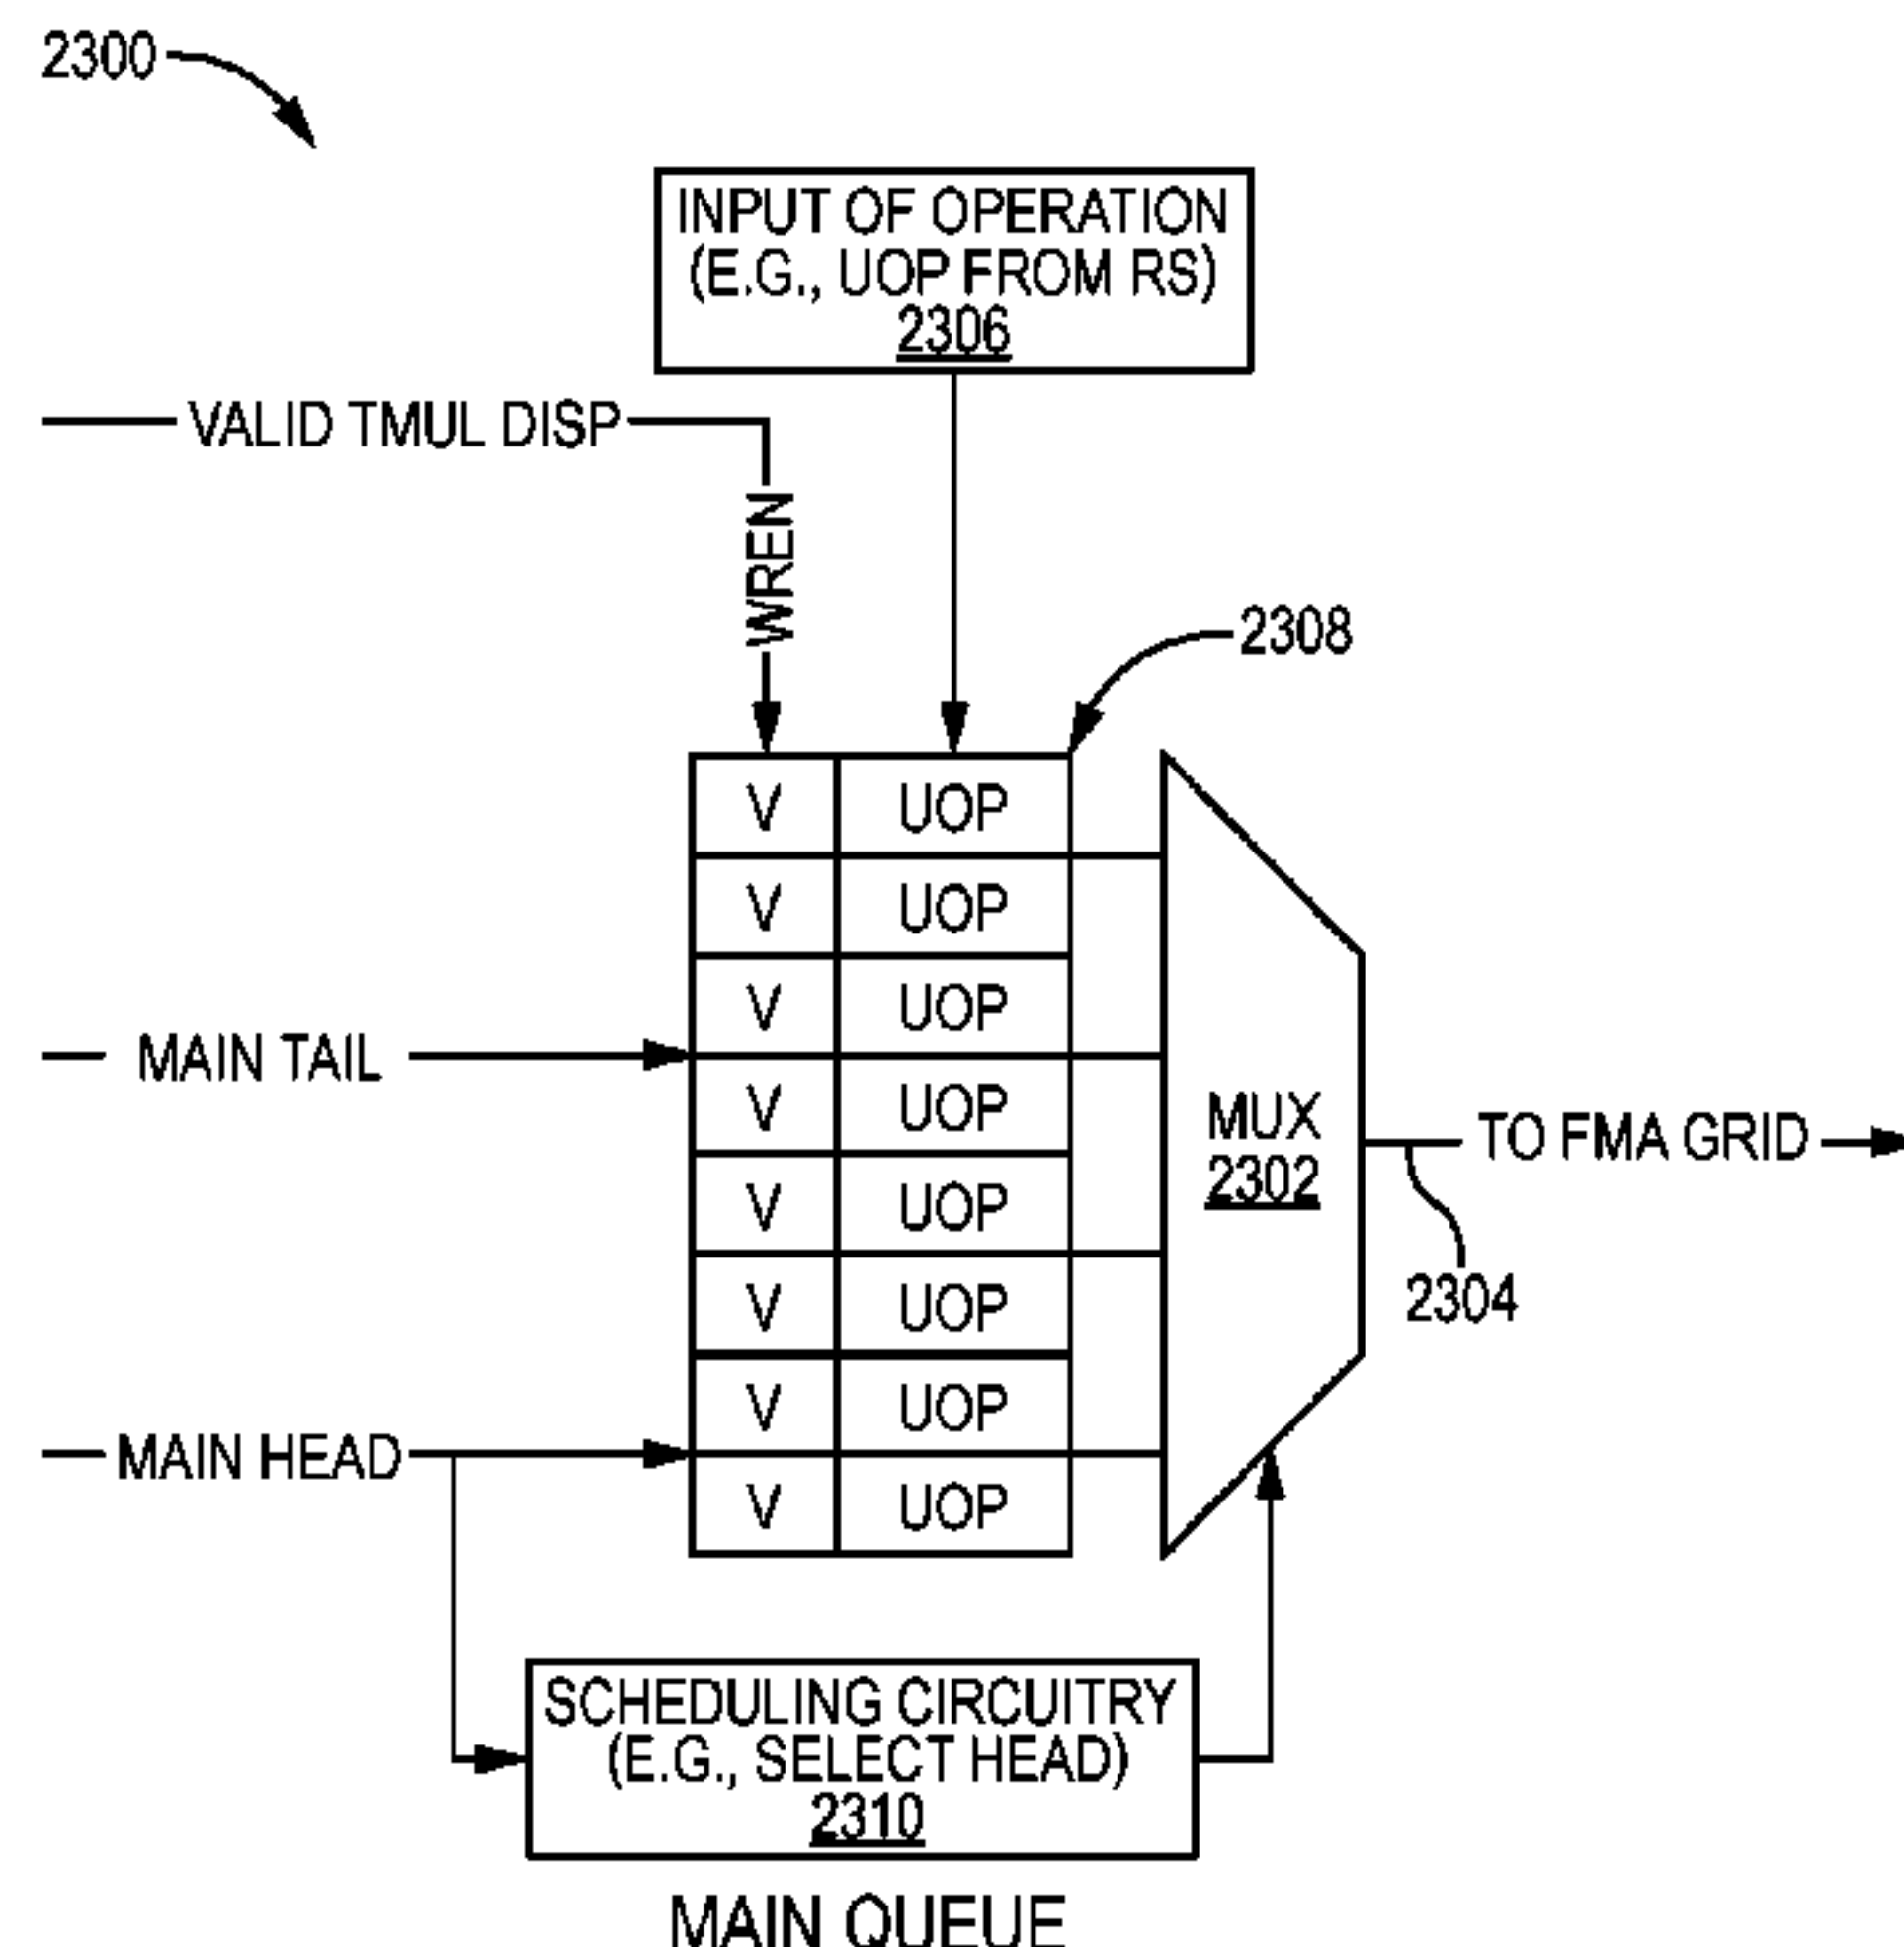 2300
INPUT OF OPERATION
(E.G., UOP FROM RS)
2306
VALID TMUL DISP
WREN
2308
V UOP
V UOP
V UOP
MAIN TAIL
V UOP
MUX
2302
TO FMA GRID
2304
V UOP
V UOP
V UOP
MAIN HEAD
V UOP
SCHEDULING CIRCUITRY
(E.G., SELECT HEAD)
2310
MAIN QUEUE